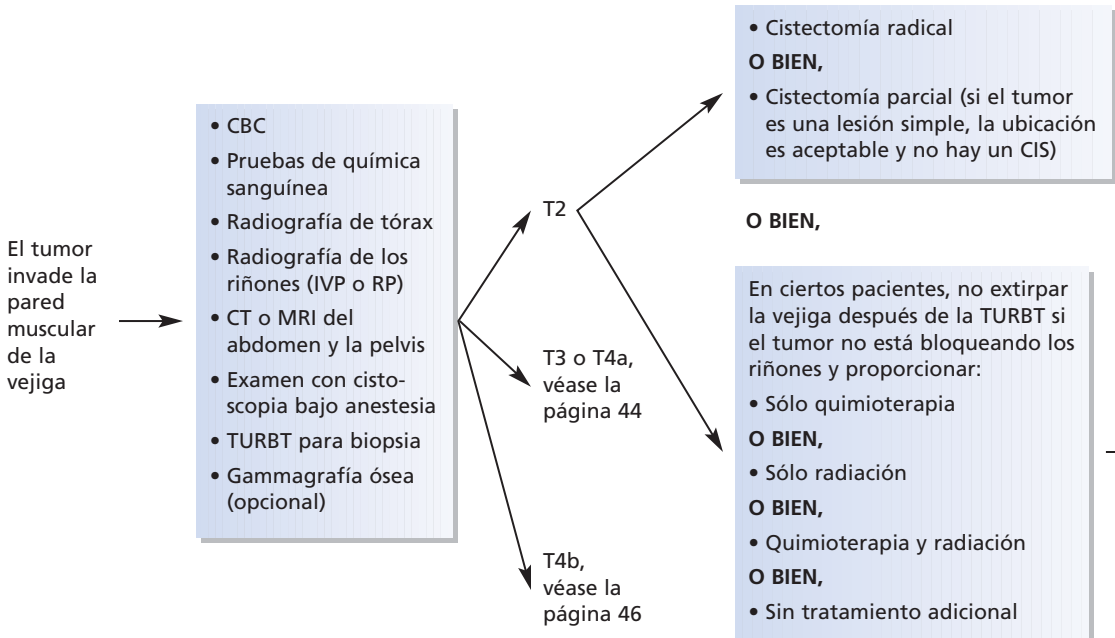 El tumor
invade la
pared
muscular
de la
vejiga
• CBC
• Pruebas de química
sanguínea
• Radiografía de tórax
• Radiografía de los
riñones (IVP o RP)
• CT o MRI del
abdomen y la pelvis
• Examen con cisto-
scopia bajo anestesia
• TURBT para biopsia
• Gammagrafía ósea
(opcional)
T2
T3 o T4a,
véase la
página 44
T4b,
véase la
página 46
• Cistectomía radical
O BIEN,
• Cistectomía parcial (si el tumor
es una lesión simple, la ubicación
es aceptable y no hay un CIS)
O BIEN,
En ciertos pacientes, no extirpar
la vejiga después de la TURBT si
el tumor no está bloqueando los
riñones y proporcionar:
• Sólo quimioterapia
O BIEN,
• Sólo radiación
O BIEN,
• Quimioterapia y radiación
O BIEN,
• Sin tratamiento adicional